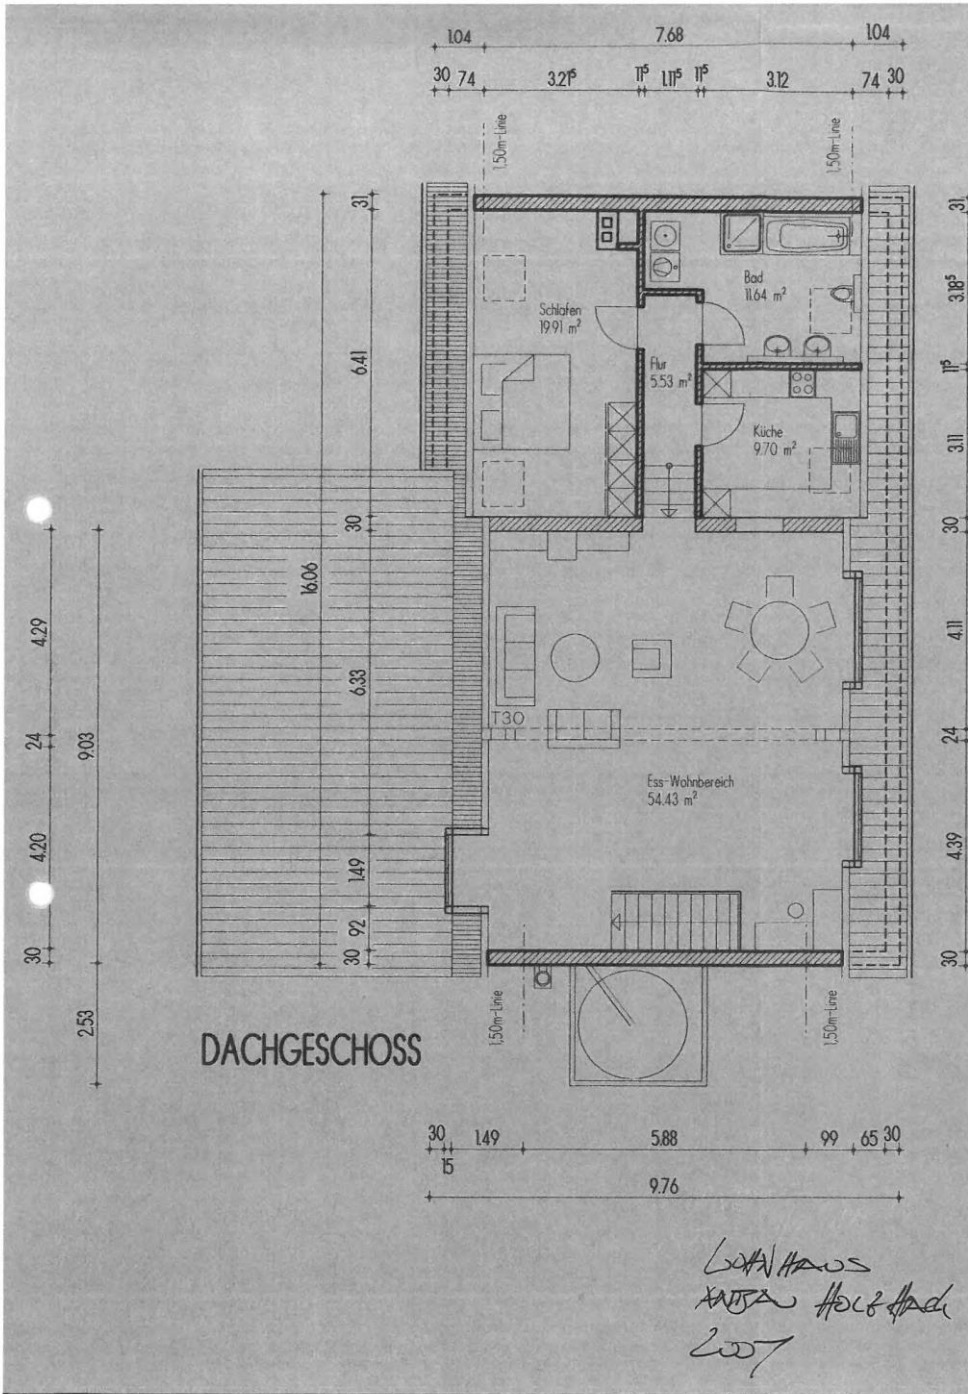 1.04 7.68 1.04
30 74 3.21⁵ 11⁵ 1.11⁵ 11⁵ 3.12 74 30
1,50m-Linie
1,50m-Linie
31
31
Bad
11.64 m²
3.18⁵
Schlafen
19.91 m²
6.41
Flur
5.53 m²
11⁵
Küche
9.70 m²
3.11
30
30
16.06
4.29
4.11
6.33
T30
24
24
9.03
Ess-Wohnbereich
54.43 m²
4.20
1.49
4.39
92
30
30
30
2.53
1,50m-Linie
1,50m-Linie
DACHGESCHOSS
30 1.49 5.88 99 65 30
15
9.76
WOHNHAUS
ANBAU